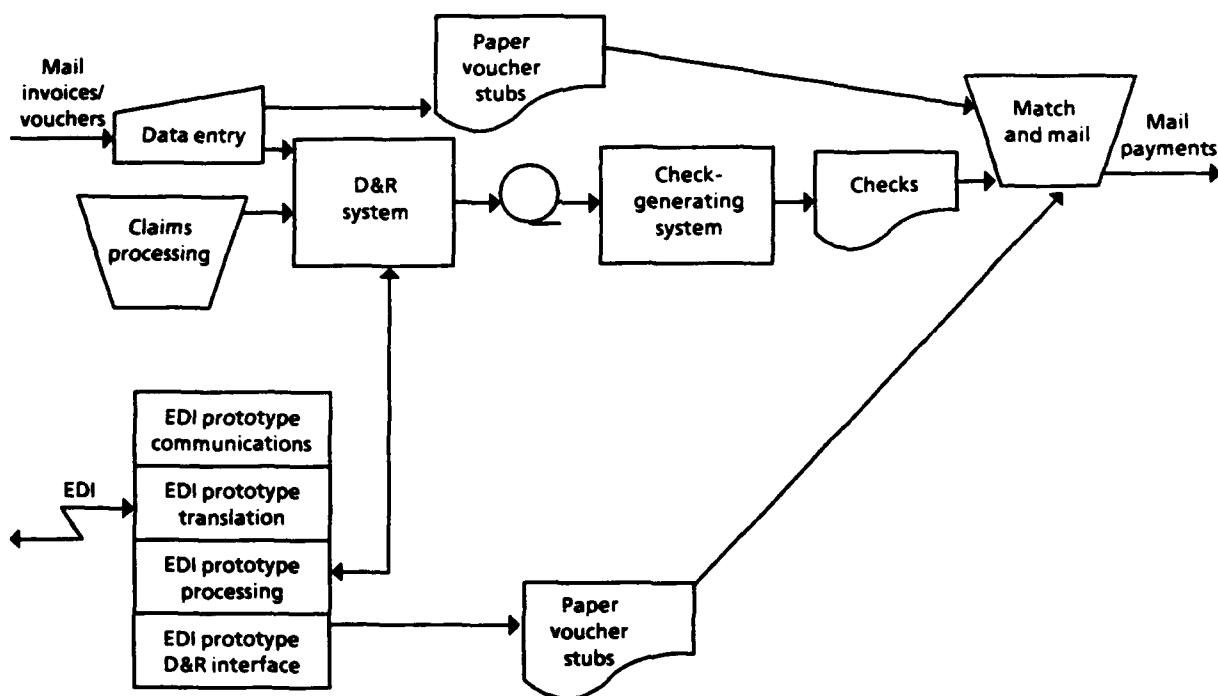 Paper
voucher
stubs
Mail
invoices/
vouchers
Data entry
Match
and mail
Mail
payments
D&R
system
Check-
generating
system
Checks
Claims
processing
EDI prototype
communications
EDI
EDI prototype
translation
EDI prototype
processing
EDI prototype
D&R interface
Paper
voucher
stubs